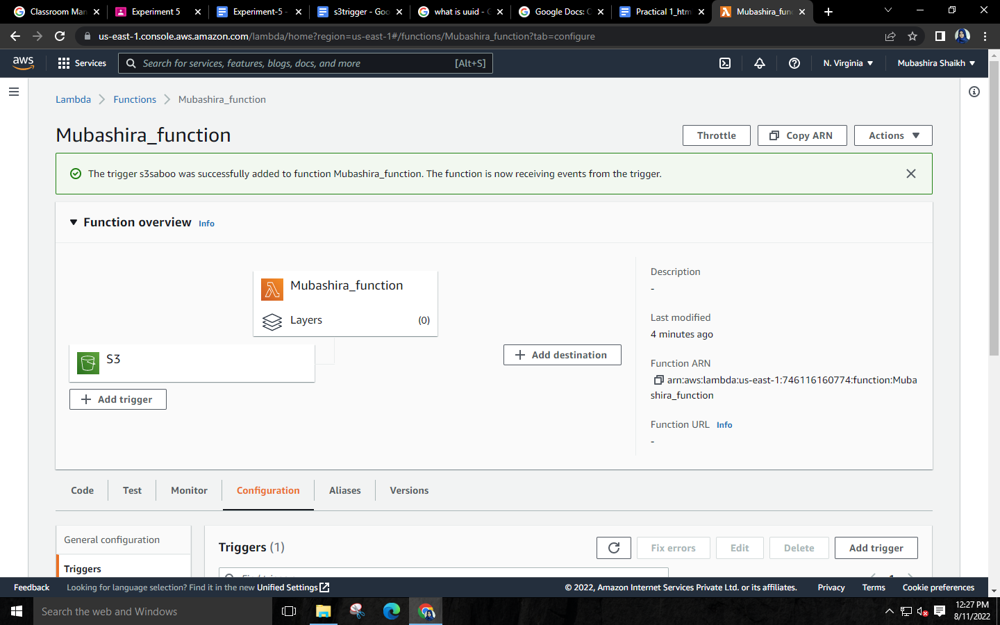 Classroom Man
Experiment 5
Experiment-5 -
s3trigger - Goo
what is uuid - G
Google Docs: C
Practical 1_htm
Mubashira_func
us-east-1.console.aws.amazon.com/lambda/home?region=us-east-1#/functions/Mubashira_function?tab=configure
aws
Services
Search for services, features, blogs, docs, and more
[Alt+S]
N. Virginia
Mubashira Shaikh
Lambda
Functions
Mubashira_function
Mubashira_function
Throttle
Copy ARN
Actions
The trigger s3saboo was successfully added to function Mubashira_function. The function is now receiving events from the trigger.
Function overview
Info
Mubashira_function
Layers
(0)
S3
Add trigger
Add destination
Description
-
Last modified
4 minutes ago
Function ARN
arn:aws:lambda:us-east-1:746116160774:function:Muba
shira_function
Function URL Info
-
Code
Test
Monitor
Configuration
Aliases
Versions
General configuration
Triggers
Triggers (1)
Fix errors
Edit
Delete
Add trigger
1
Feedback
Looking for language selection? Find it in the new Unified Settings
© 2022, Amazon Internet Services Private Ltd. or its affiliates.
Privacy
Terms
Cookie preferences
Search the web and Windows
12:27 PM
8/11/2022